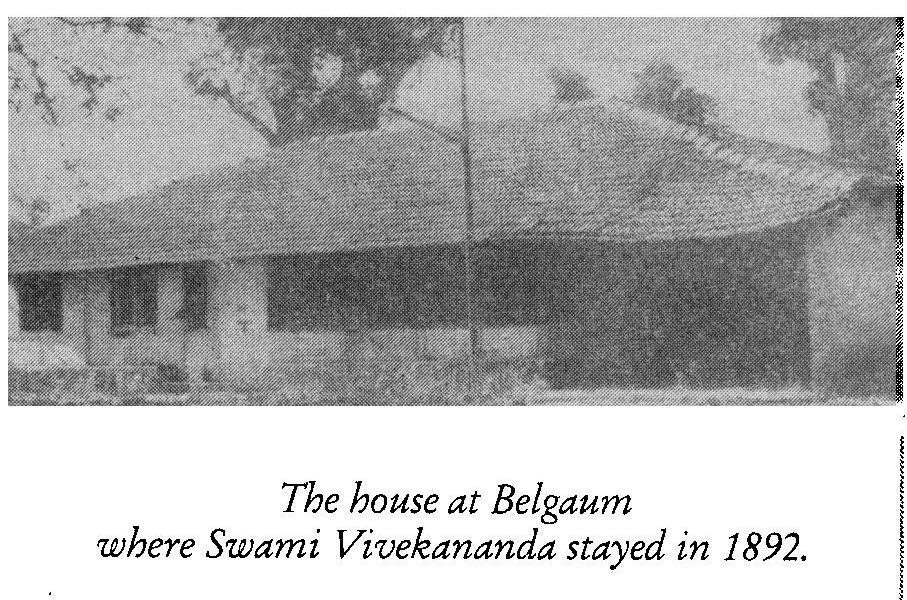 The house at Belgaum
where Swami Vivekananda stayed in 1892.